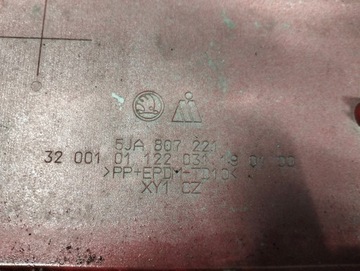 5JA 807 221
32 001 01 122 031 19 01 00
>PP+EPDM-TD10<
XY1 CZ